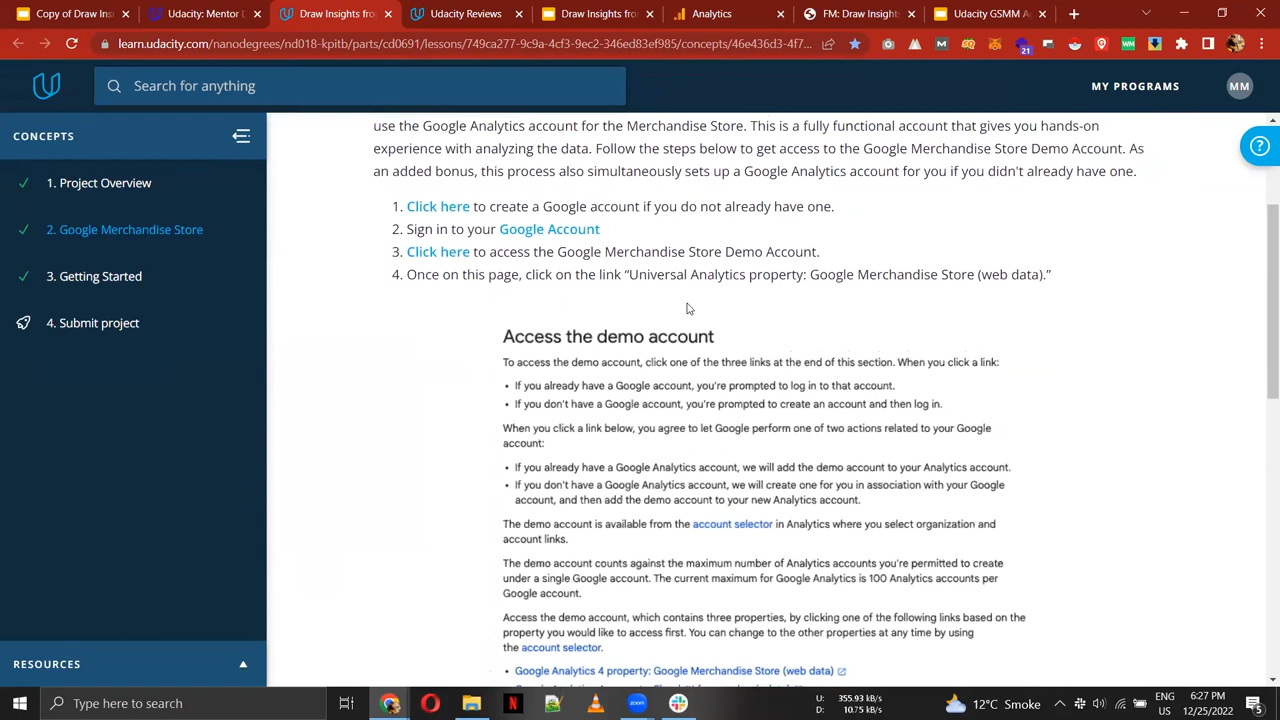 Copy of Draw Insi
Udacity: Mentor D
Draw Insights fro
Udacity Reviews
Draw Insights fro
Analytics
FM: Draw Insight
Udacity GSMM A
learn.udacity.com/nanodegrees/nd018-kpitb/parts/cd0691/lessons/749ca277-9c9a-4cf3-9ec2-346ed83ef985/concepts/46e436d3-4f7...
21
Search for anything
MY PROGRAMS
MM
CONCEPTS
1. Project Overview
2. Google Merchandise Store
3. Getting Started
4. Submit project
RESOURCES
use the Google Analytics account for the Merchandise Store. This is a fully functional account that gives you hands-on
experience with analyzing the data. Follow the steps below to get access to the Google Merchandise Store Demo Account. As
an added bonus, this process also simultaneously sets up a Google Analytics account for you if you didn't already have one.
1. Click here to create a Google account if you do not already have one.
2. Sign in to your Google Account
3. Click here to access the Google Merchandise Store Demo Account.
4. Once on this page, click on the link “Universal Analytics property: Google Merchandise Store (web data).”
Access the demo account
To access the demo account, click one of the three links at the end of this section. When you click a link:
• If you already have a Google account, you're prompted to log in to that account.
• If you don't have a Google account, you're prompted to create an account and then log in.
When you click a link below, you agree to let Google perform one of two actions related to your Google
account:
• If you already have a Google Analytics account, we will add the demo account to your Analytics account.
• If you don't have a Google Analytics account, we will create one for you in association with your Google
account, and then add the demo account to your new Analytics account.
The demo account is available from the account selector in Analytics where you select organization and
account links.
The demo account counts against the maximum number of Analytics accounts you're permitted to create
under a single Google account. The current maximum for Google Analytics is 100 Analytics accounts per
Google account.
Access the demo account, which contains three properties, by clicking one of the following links based on the
property you would like to access first. You can change to the other properties at any time by using
the account selector.
• Google Analytics 4 property: Google Merchandise Store (web data)
Type here to search
U: 355.93 kB/s
D: 10.75 kB/s
12°C Smoke
ENG
US
6:27 PM
12/25/2022
5